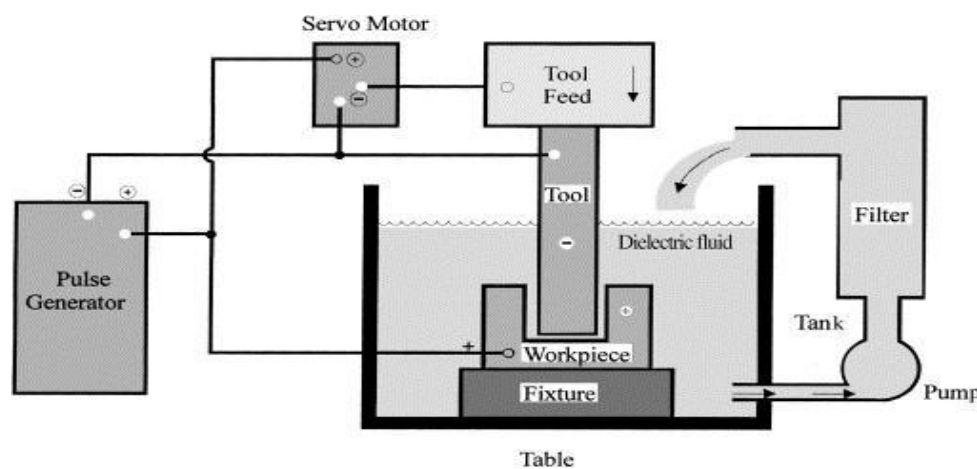 Servo Motor
+
−
Tool
Feed
−
+
Tool
Filter
Dielectric fluid
Pulse
Generator
−
+
Tank
+
Workpiece
Fixture
Pump
Table